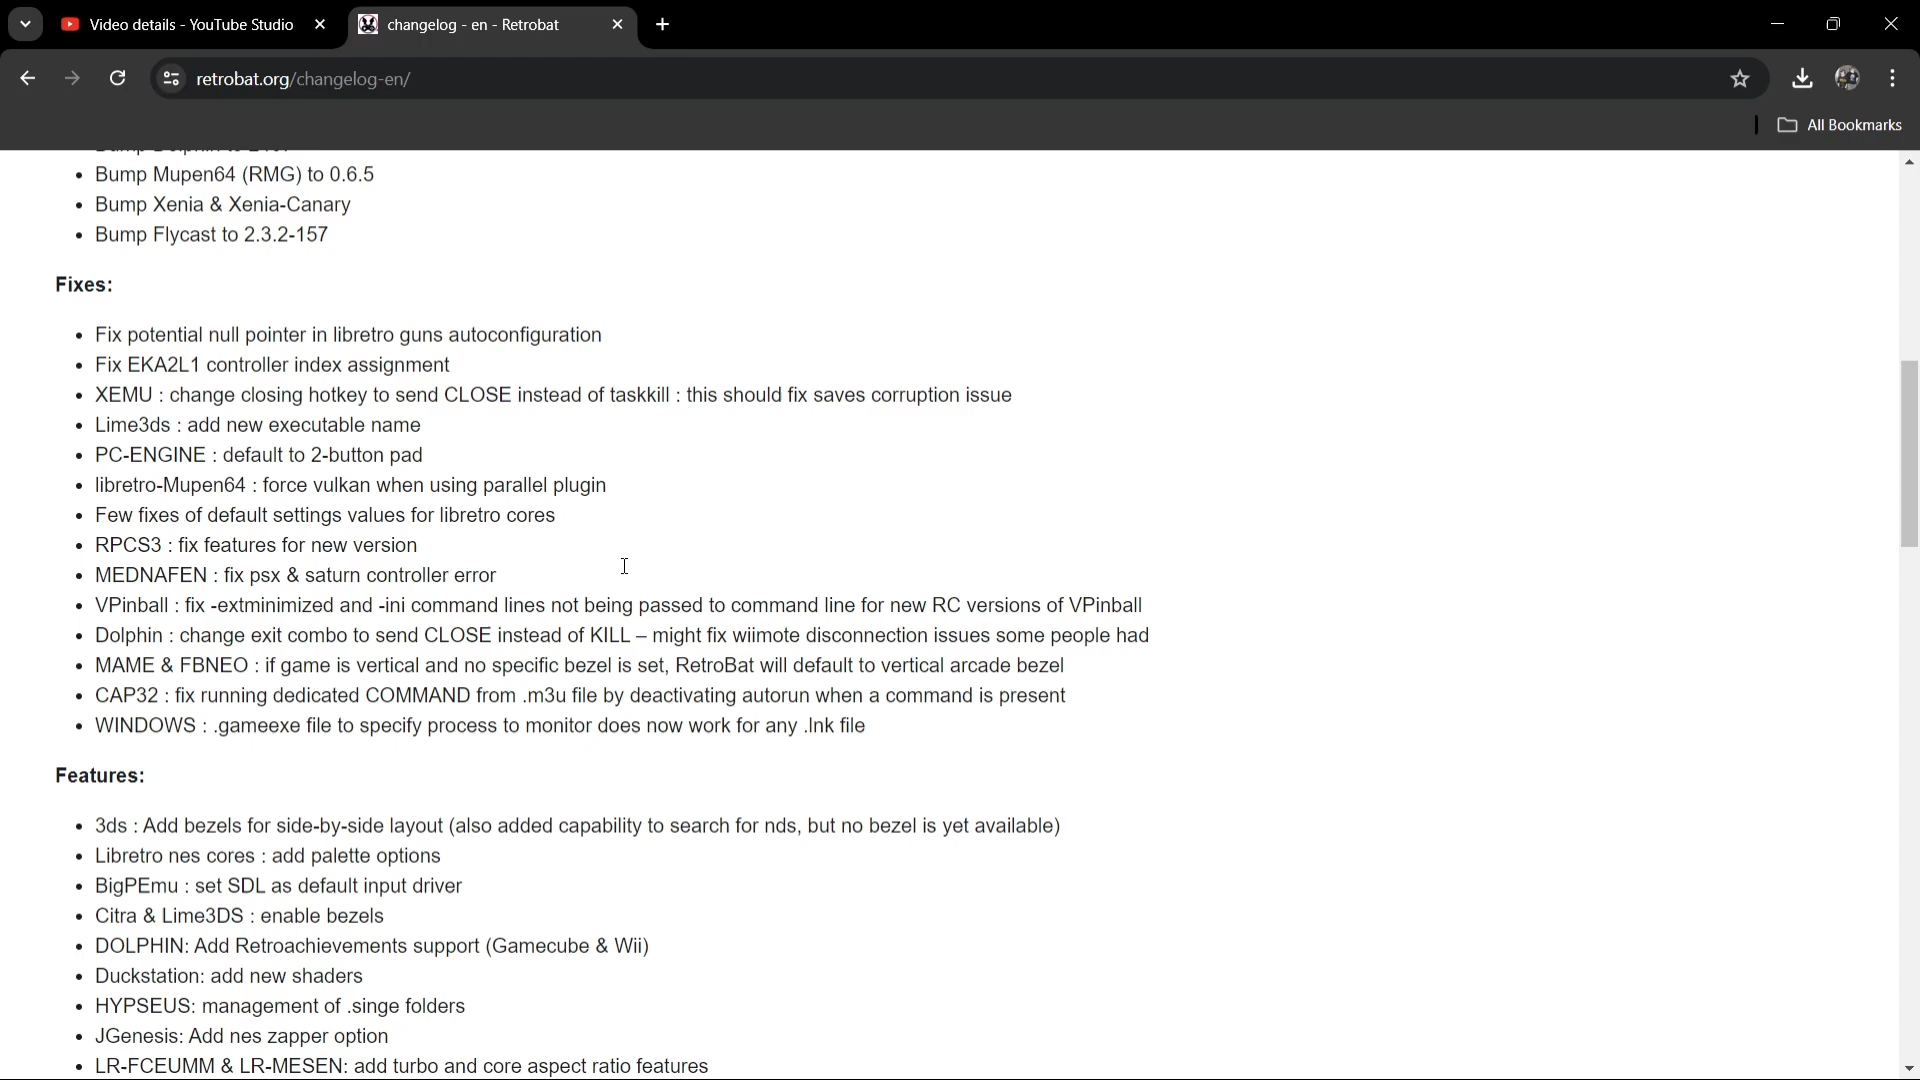 Video details - YouTube Studio
changelog - en - Retrobat
retrobat.org/changelog-en/
All Bookmarks
• Bump Mupen64 (RMG) to 0.6.5
• Bump Xenia & Xenia-Canary
• Bump Flycast to 2.3.2-157
Fixes:
• Fix potential null pointer in libretro guns autoconfiguration
• Fix EKA2L1 controller index assignment
• XEMU : change closing hotkey to send CLOSE instead of taskkill : this should fix saves corruption issue
• Lime3ds : add new executable name
• PC-ENGINE : default to 2-button pad
• libretro-Mupen64 : force vulkan when using parallel plugin
• Few fixes of default settings values for libretro cores
• RPCS3 : fix features for new version
• MEDNAFEN : fix psx & saturn controller error
• VPinball : fix -extminimized and -ini command lines not being passed to command line for new RC versions of VPinball
• Dolphin : change exit combo to send CLOSE instead of KILL – might fix wiimote disconnection issues some people had
• MAME & FBNEO : if game is vertical and no specific bezel is set, RetroBat will default to vertical arcade bezel
• CAP32 : fix running dedicated COMMAND from .m3u file by deactivating autorun when a command is present
• WINDOWS : .gameexe file to specify process to monitor does now work for any .lnk file
Features:
• 3ds : Add bezels for side-by-side layout (also added capability to search for nds, but no bezel is yet available)
• Libretro nes cores : add palette options
• BigPEmu : set SDL as default input driver
• Citra & Lime3DS : enable bezels
• DOLPHIN: Add Retroachievements support (Gamecube & Wii)
• Duckstation: add new shaders
• HYPSEUS: management of .singe folders
• JGenesis: Add nes zapper option
• LR-FCEUMM & LR-MESEN: add turbo and core aspect ratio features